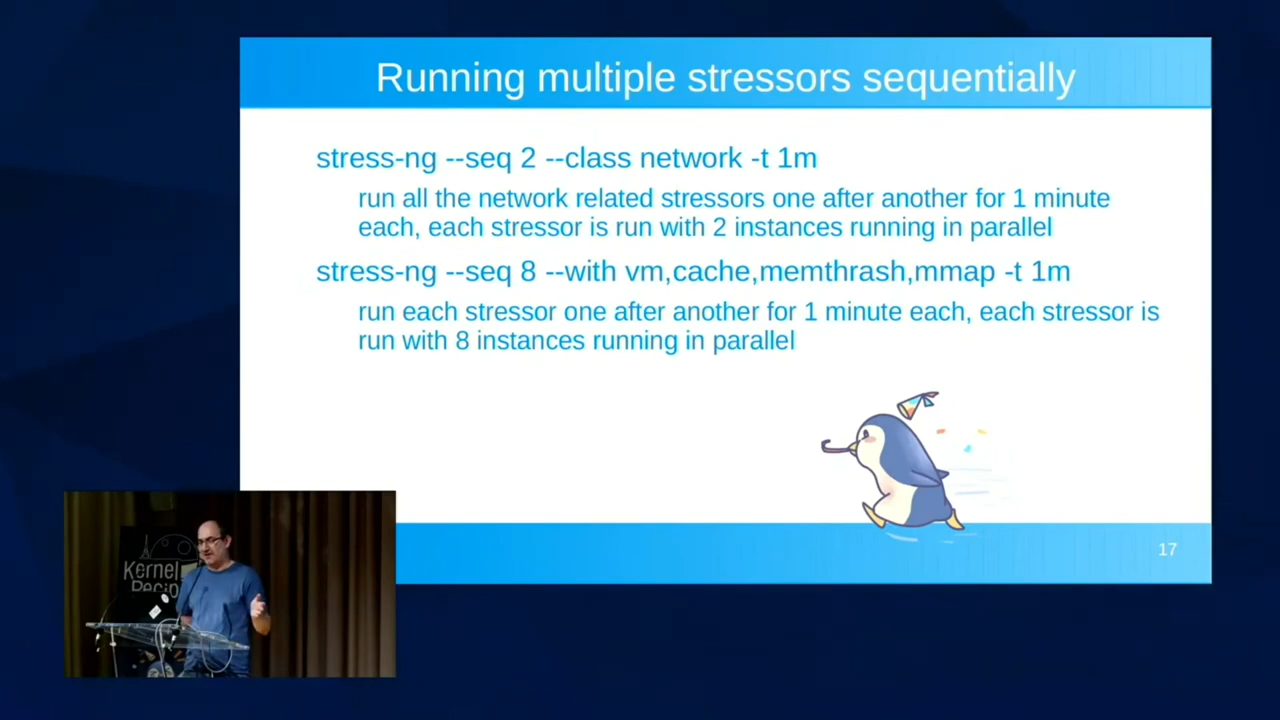 Running multiple stressors sequentially
stress-ng --seq 2 --class network -t 1m
run all the network related stressors one after another for 1 minute
each, each stressor is run with 2 instances running in parallel
stress-ng --seq 8 --with vm,cache,memthrash,mmap -t 1m
run each stressor one after another for 1 minute each, each stressor is
run with 8 instances running in parallel
17
Kernel
Recip